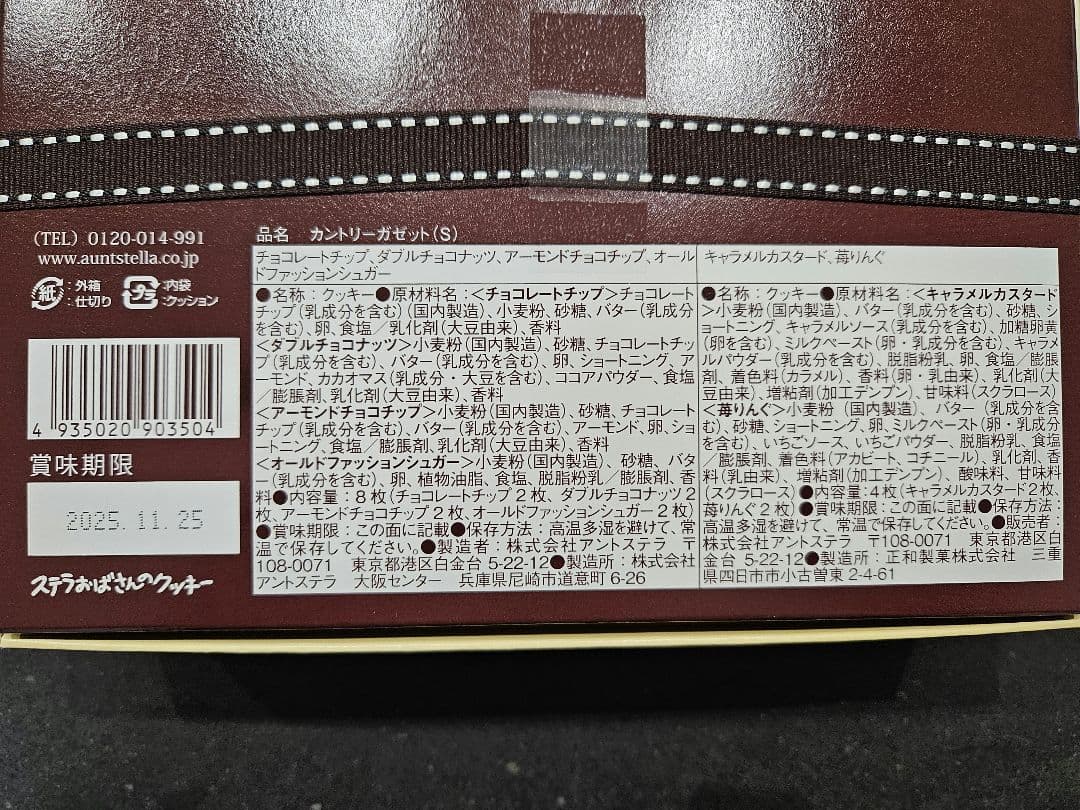 (TEL) 0120-014-991
www.auntstella.co.jp
紙
:外箱
:仕切り
プラ
:内袋
:クッション
4 935020 903504
賞味期限
2025.11.25
ステラおばさんのクッキー
品名 カントリーガゼット(S)
チョコレートチップ、ダブルチョコナッツ、アーモンドチョコチップ、オール
ドファッションシュガー
●名称：クッキー●原材料名：<チョコレートチップ>チョコレート
チップ(乳成分を含む)(国内製造)、小麦粉、砂糖、バター(乳成分
を含む)、卵、食塩／乳化剤(大豆由来)、香料
<ダブルチョコナッツ>小麦粉(国内製造)、砂糖、チョコレートチッ
プ(乳成分を含む)、バター(乳成分を含む)、卵、ショートニング、ア
ーモンド、カカオマス(乳成分・大豆を含む)、ココアパウダー、食塩
／膨脹剤、乳化剤(大豆由来)、香料
<アーモンドチョコチップ>小麦粉(国内製造)、砂糖、チョコレート
チップ(乳成分を含む)、バター(乳成分を含む)、アーモンド、卵、ショ
ートニング、食塩／膨脹剤、乳化剤(大豆由来)、香料
<オールドファッションシュガー>小麦粉(国内製造)、砂糖、バター
(乳成分を含む)、卵、植物油脂、食塩、脱脂粉乳／膨脹剤、香
料●内容量：8枚(チョコレートチップ2枚、ダブルチョコナッツ2
枚、アーモンドチョコチップ2枚、オールドファッションシュガー2枚)
●賞味期限：この面に記載●保存方法：高温多湿を避けて、常
温で保存してください。●製造者：株式会社アントステラ 〒
108-0071 東京都港区白金台5-22-12●製造所：株式会社
アントステラ 大阪センター 兵庫県尼崎市道意町6-26
キャラメルカスタード、苺りんぐ
●名称：クッキー●原材料名：<キャラメルカスタード
>小麦粉(国内製造)、バター(乳成分を含む)、砂糖、シ
ョートニング、キャラメルソース(乳成分を含む)、加糖卵黄
(卵を含む)、ミルクペースト(卵・乳成分を含む)、キャラメ
ルパウダー(乳成分を含む)、脱脂粉乳、卵、食塩／膨脹
剤、着色料(カラメル)、香料(卵・乳由来)、乳化剤(大
豆由来)、増粘剤(加工デンプン)、甘味料(スクラロース)
<苺りんぐ>小麦粉(国内製造)、バター(乳成分を含
む)、砂糖、ショートニング、卵、ミルクペースト(卵・乳成分
を含む)、いちごソース、いちごパウダー、脱脂粉乳、食塩
／膨脹剤、着色料(アカビート、コチニール)、乳化剤、香
料(乳由来)、増粘剤(加工デンプン)、酸味料、甘味料
(スクラロース)●内容量：4枚(キャラメルカスタード2枚、
苺りんぐ2枚)●賞味期限：この面に記載●保存方法：
高温多湿を避けて、常温で保存してください。●販売者
：株式会社アントステラ 〒108-0071 東京都港区白
金台5-22-12●製造所：正和製菓株式会社 三重
県四日市市小古曽東2-4-61